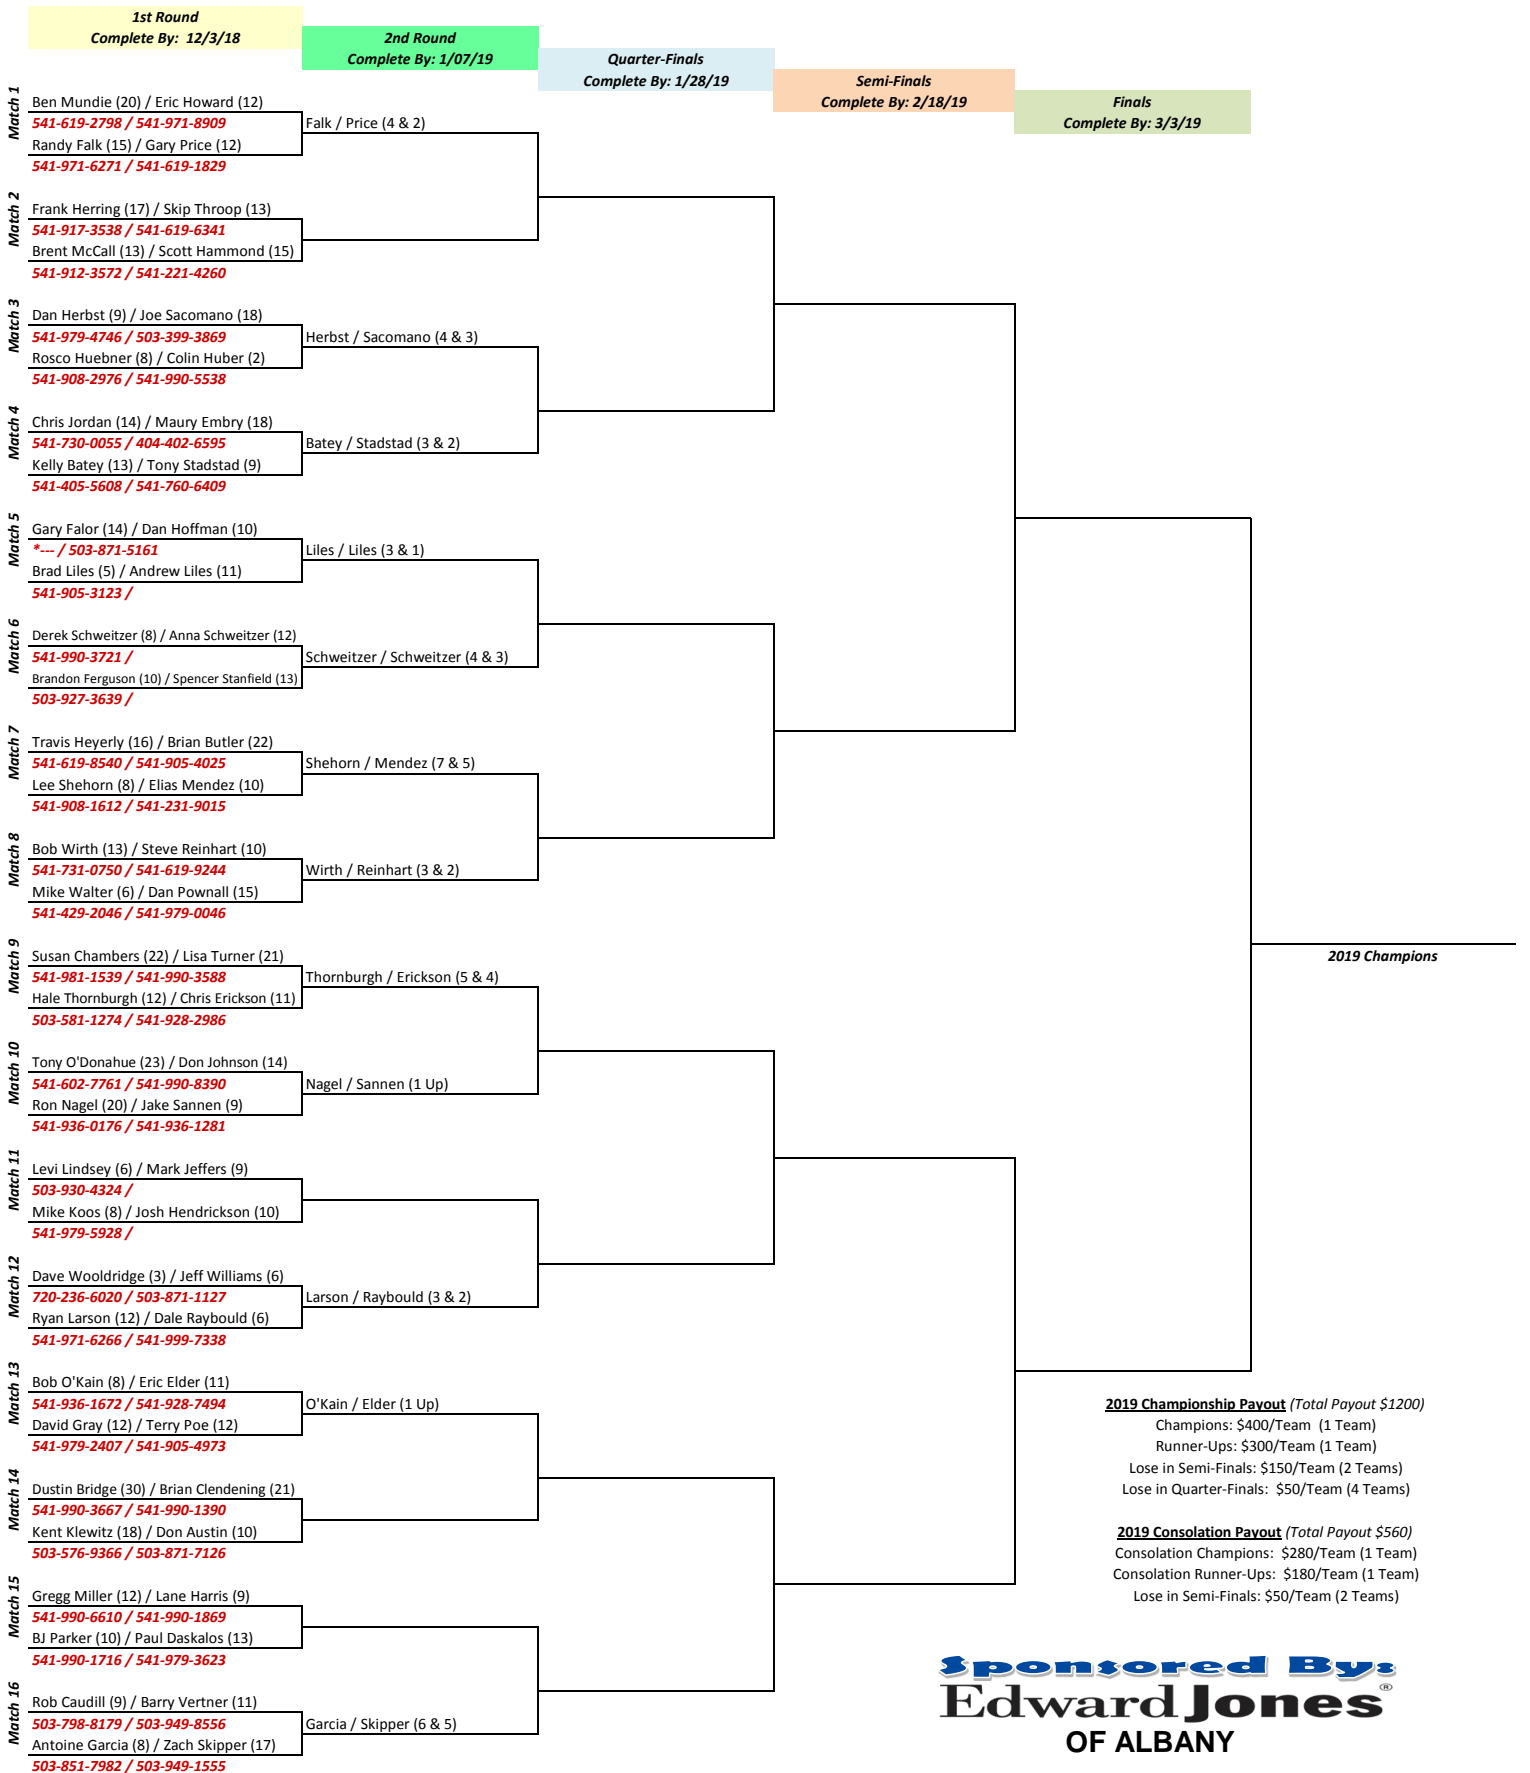 1st Round
Complete By:  12/3/18
2nd Round
Complete By: 1/07/19
Quarter-Finals
Complete By: 1/28/19
Semi-Finals
Complete By: 2/18/19
Finals
Complete By: 3/3/19
Match 1
Ben Mundie (20) / Eric Howard (12)
541-619-2798 / 541-971-8909
Randy Falk (15) / Gary Price (12)
541-971-6271 / 541-619-1829
Falk / Price (4 & 2)
Match 2
Frank Herring (17) / Skip Throop (13)
541-917-3538 / 541-619-6341
Brent McCall (13) / Scott Hammond (15)
541-912-3572 / 541-221-4260
Match 3
Dan Herbst (9) / Joe Sacomano (18)
541-979-4746 / 503-399-3869
Rosco Huebner (8) / Colin Huber (2)
541-908-2976 / 541-990-5538
Herbst / Sacomano (4 & 3)
Match 4
Chris Jordan (14) / Maury Embry (18)
541-730-0055 / 404-402-6595
Kelly Batey (13) / Tony Stadstad (9)
541-405-5608 / 541-760-6409
Batey / Stadstad (3 & 2)
Match 5
Gary Falor (14) / Dan Hoffman (10)
*--- / 503-871-5161
Brad Liles (5) / Andrew Liles (11)
541-905-3123 /
Liles / Liles (3 & 1)
Match 6
Derek Schweitzer (8) / Anna Schweitzer (12)
541-990-3721 /
Brandon Ferguson (10) / Spencer Stanfield (13)
503-927-3639 /
Schweitzer / Schweitzer (4 & 3)
Match 7
Travis Heyerly (16) / Brian Butler (22)
541-619-8540 / 541-905-4025
Lee Shehorn (8) / Elias Mendez (10)
541-908-1612 / 541-231-9015
Shehorn / Mendez (7 & 5)
Match 8
Bob Wirth (13) / Steve Reinhart (10)
541-731-0750 / 541-619-9244
Mike Walter (6) / Dan Pownall (15)
541-429-2046 / 541-979-0046
Wirth / Reinhart (3 & 2)
Match 9
Susan Chambers (22) / Lisa Turner (21)
541-981-1539 / 541-990-3588
Hale Thornburgh (12) / Chris Erickson (11)
503-581-1274 / 541-928-2986
Thornburgh / Erickson (5 & 4)
2019 Champions
Match 10
Tony O'Donahue (23) / Don Johnson (14)
541-602-7761 / 541-990-8390
Ron Nagel (20) / Jake Sannen (9)
541-936-0176 / 541-936-1281
Nagel / Sannen (1 Up)
Match 11
Levi Lindsey (6) / Mark Jeffers (9)
503-930-4324 /
Mike Koos (8) / Josh Hendrickson (10)
541-979-5928 /
Match 12
Dave Wooldridge (3) / Jeff Williams (6)
720-236-6020 / 503-871-1127
Ryan Larson (12) / Dale Raybould (6)
541-971-6266 / 541-999-7338
Larson / Raybould (3 & 2)
Match 13
Bob O'Kain (8) / Eric Elder (11)
541-936-1672 / 541-928-7494
David Gray (12) / Terry Poe (12)
541-979-2407 / 541-905-4973
O'Kain / Elder (1 Up)
Match 14
Dustin Bridge (30) / Brian Clendening (21)
541-990-3667 / 541-990-1390
Kent Klewitz (18) / Don Austin (10)
503-576-9366 / 503-871-7126
Match 15
Gregg Miller (12) / Lane Harris (9)
541-990-6610 / 541-990-1869
BJ Parker (10) / Paul Daskalos (13)
541-990-1716 / 541-979-3623
Match 16
Rob Caudill (9) / Barry Vertner (11)
503-798-8179 / 503-949-8556
Antoine Garcia (8) / Zach Skipper (17)
503-851-7982 / 503-949-1555
Garcia / Skipper (6 & 5)
2019 Championship Payout (Total Payout $1200)
Champions: $400/Team  (1 Team)
Runner-Ups: $300/Team (1 Team)
Lose in Semi-Finals: $150/Team (2 Teams)
Lose in Quarter-Finals:  $50/Team (4 Teams)
2019 Consolation Payout (Total Payout $560)
Consolation Champions:  $280/Team (1 Team)
Consolation Runner-Ups:  $180/Team (1 Team)
Lose in Semi-Finals: $50/Team (2 Teams)
Sponsored By:
Edward Jones®
OF ALBANY